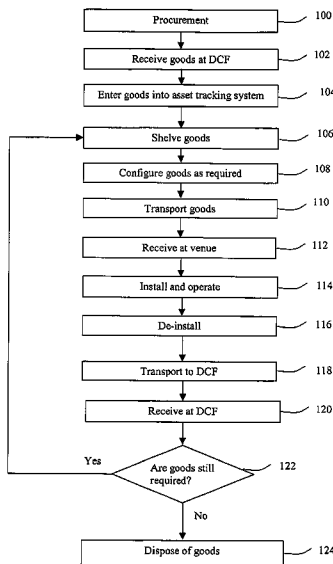 Procurement
100
Receive goods at DCF
102
Enter goods into asset tracking system
104
Shelve goods
106
Configure goods as required
108
Transport goods
110
Receive at venue
112
Install and operate
114
De-install
116
Transport to DCF
118
Receive at DCF
120
Yes
Are goods still
required?
122
No
Dispose of goods
124